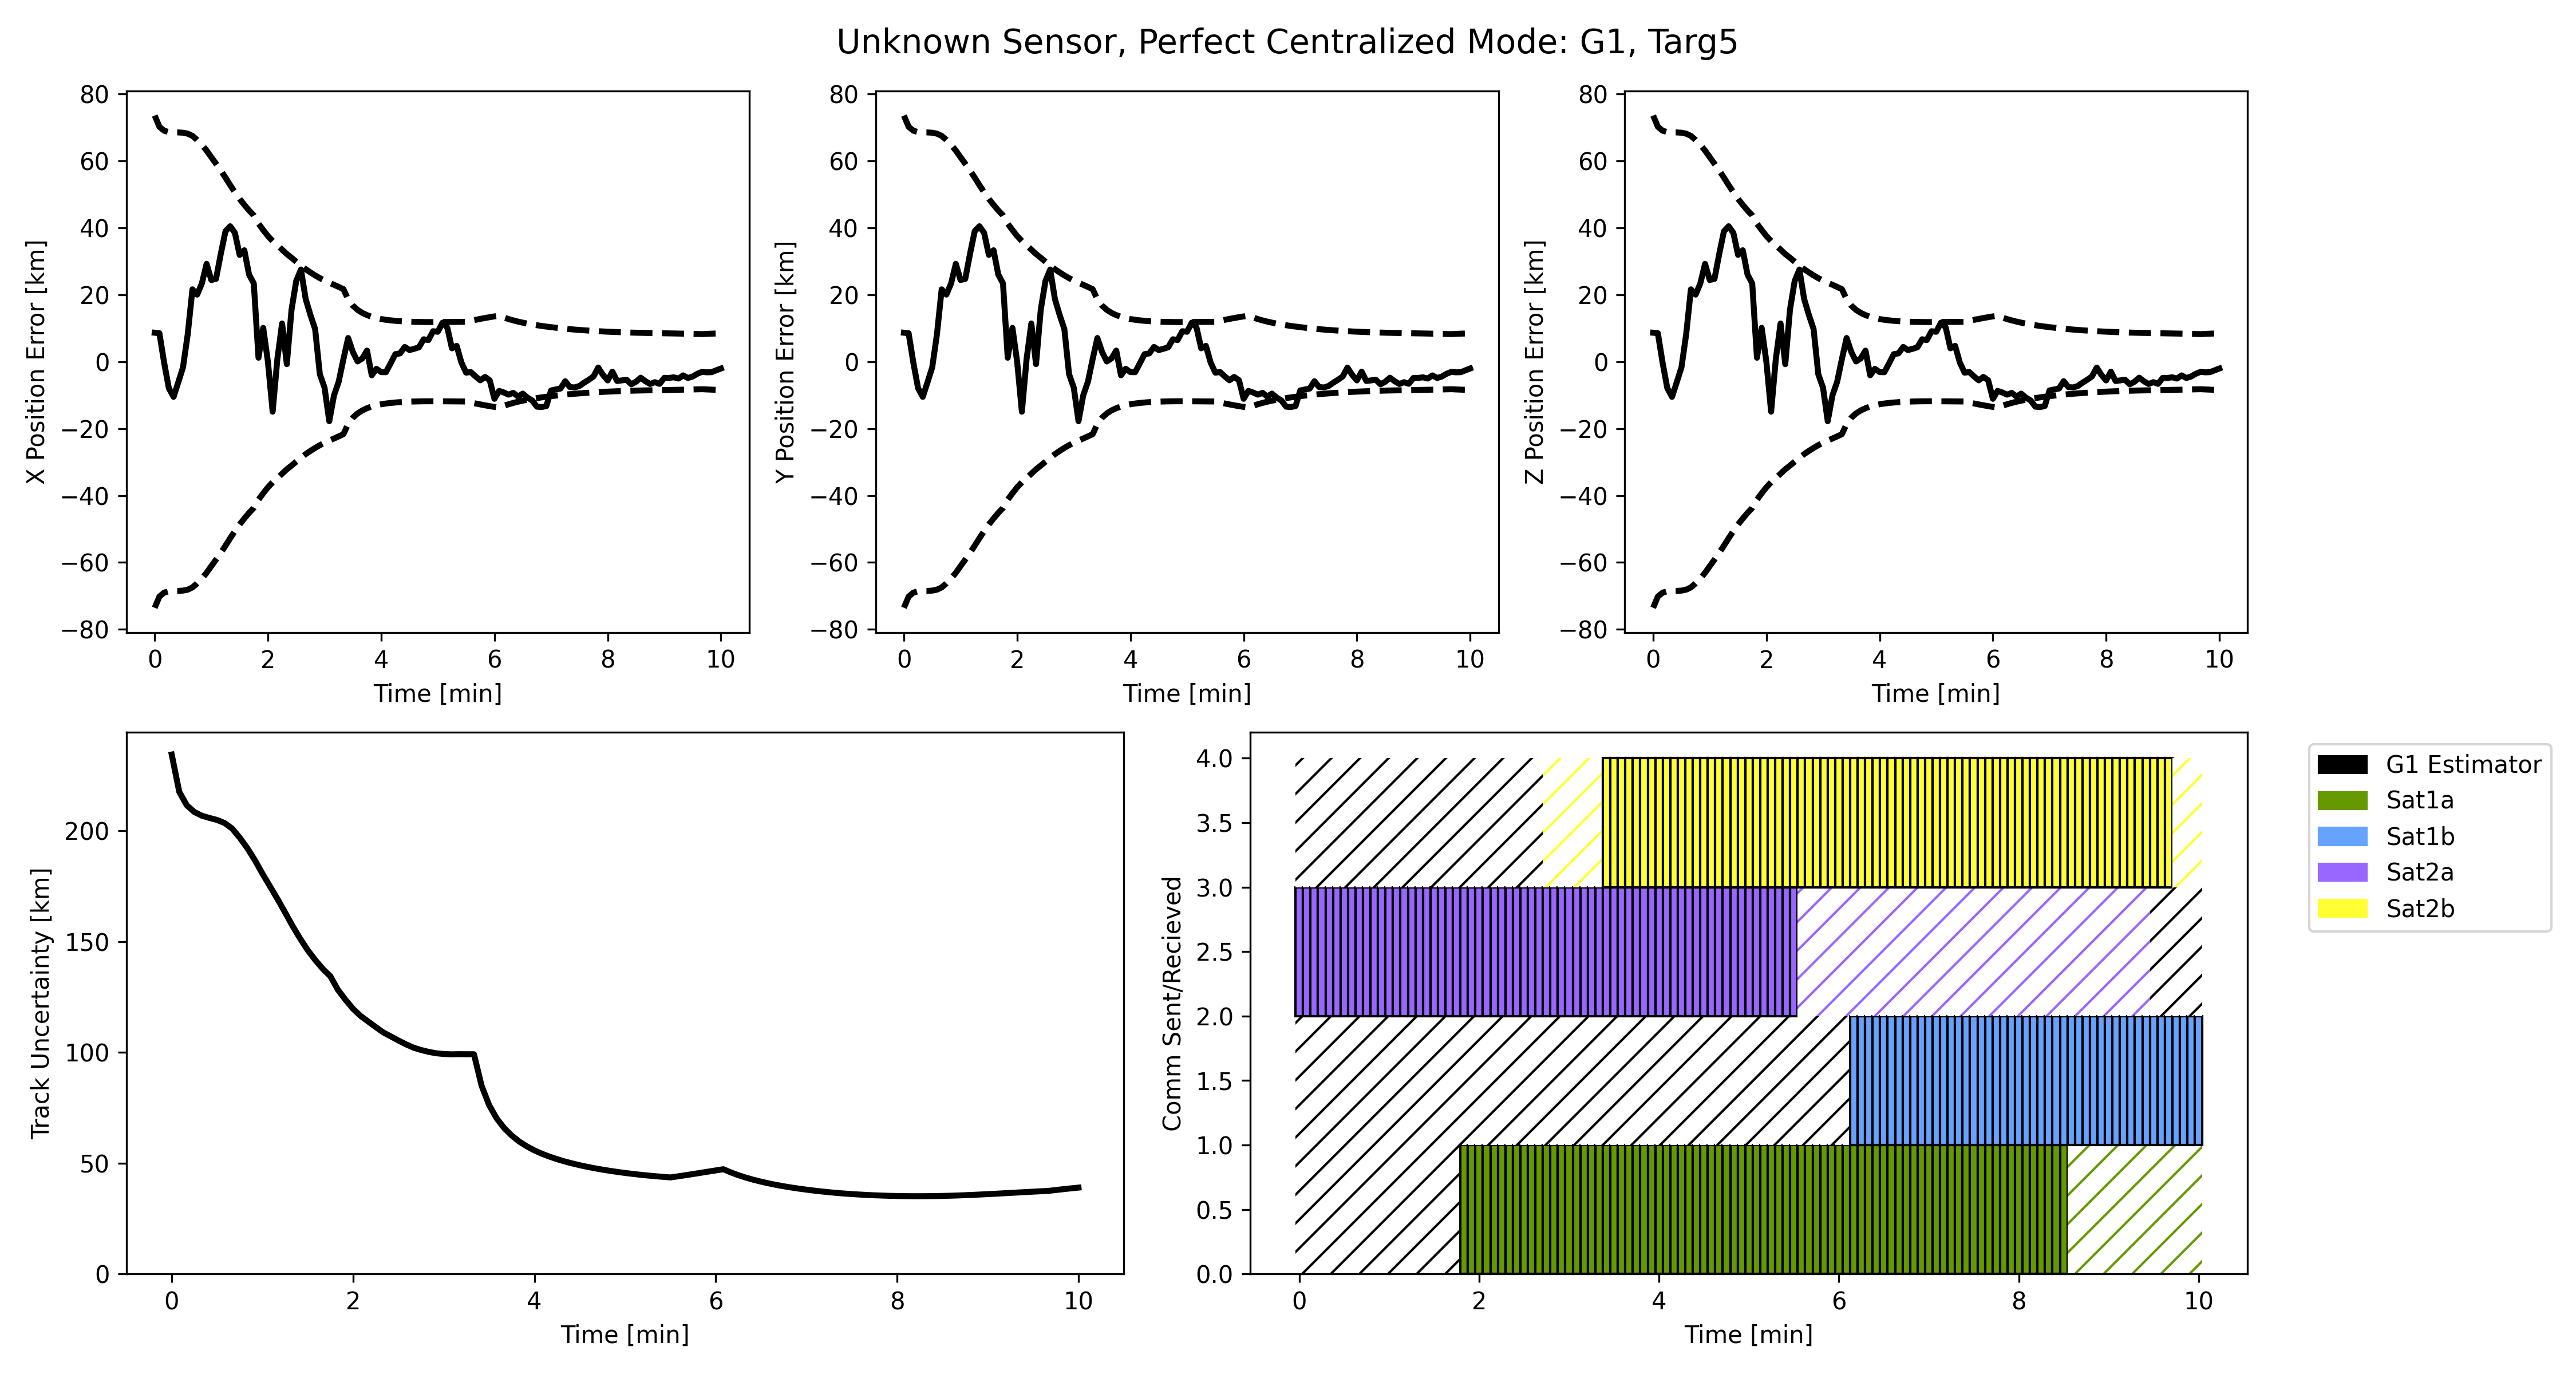 Unknown Sensor, Perfect Centralized Mode: G1, Targ5
X Position Error [km]
80
60
40
20
0
−20
−40
−60
−80
0 2 4 6 8 10
Time [min]
Y Position Error [km]
80
60
40
20
0
−20
−40
−60
−80
0 2 4 6 8 10
Time [min]
Z Position Error [km]
80
60
40
20
0
−20
−40
−60
−80
0 2 4 6 8 10
Time [min]
Track Uncertainty [km]
200
150
100
50
0
0 2 4 6 8 10
Time [min]
Comm Sent/Recieved
4.0
3.5
3.0
2.5
2.0
1.5
1.0
0.5
0.0
0 2 4 6 8 10
Time [min]
G1 Estimator
Sat1a
Sat1b
Sat2a
Sat2b